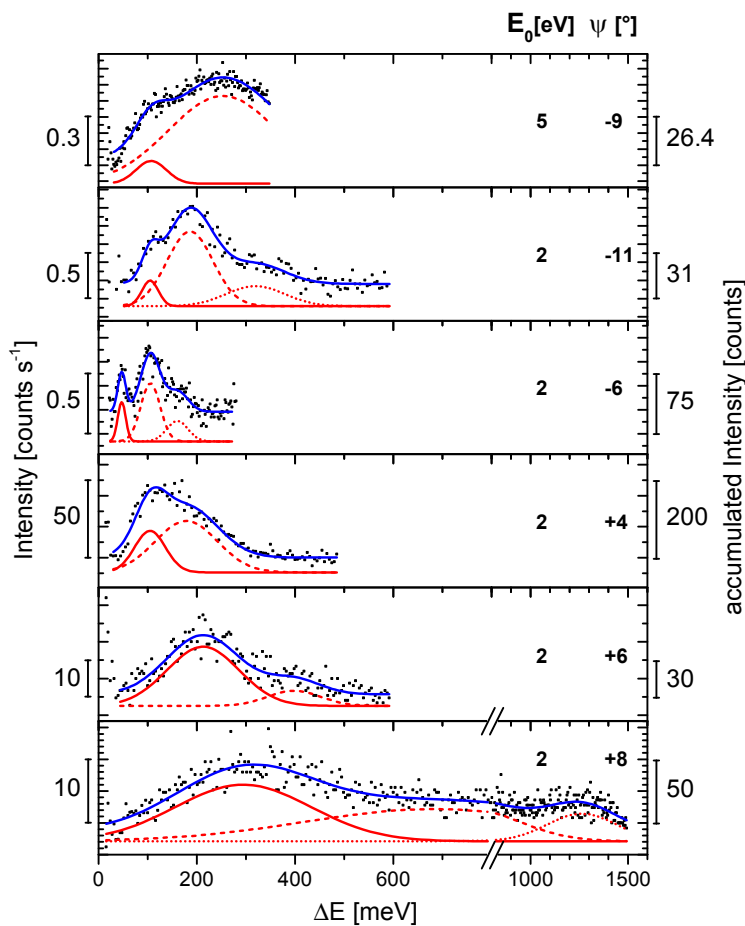 E0[eV] ψ [°]
0.3 5 -9 26.4
0.5 2 -11 31
0.5 2 -6 75
50 2 +4 200
10 2 +6 30
10 2 +8 50
Intensity [counts s-1]
accumulated Intensity [counts]
0 200 400 600 1000 1500
ΔE [meV]